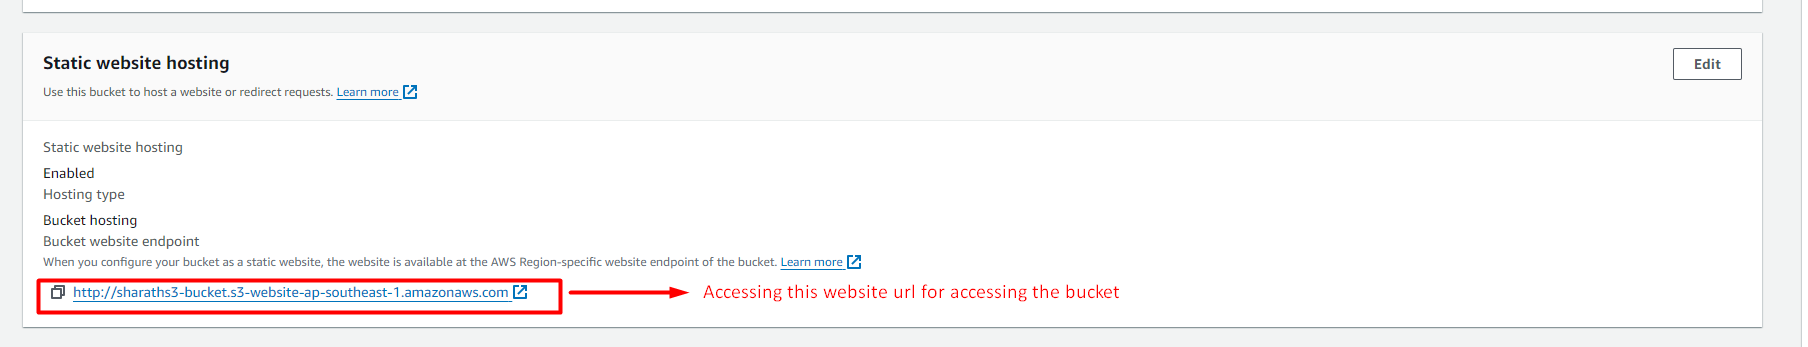 Static website hosting
Edit
Use this bucket to host a website or redirect requests. Learn more
Static website hosting
Enabled
Hosting type
Bucket hosting
Bucket website endpoint
When you configure your bucket as a static website, the website is available at the AWS Region-specific website endpoint of the bucket. Learn more
http://sharaths3-bucket.s3-website-ap-southeast-1.amazonaws.com
Accessing this website url for accessing the bucket